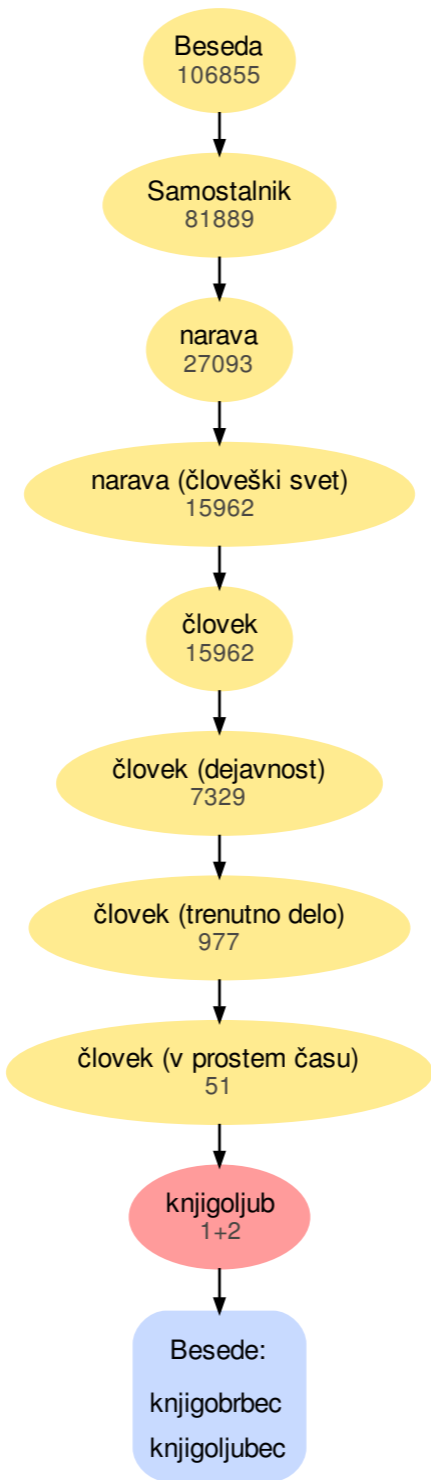 Beseda
106855
Samostalnik
81889
narava
27093
narava (človeški svet)
15962
človek
15962
človek (dejavnost)
7329
človek (trenutno delo)
977
človek (v prostem času)
51
knjigoljub
1+2
Besede:
knjigobrbec
knjigoljubec